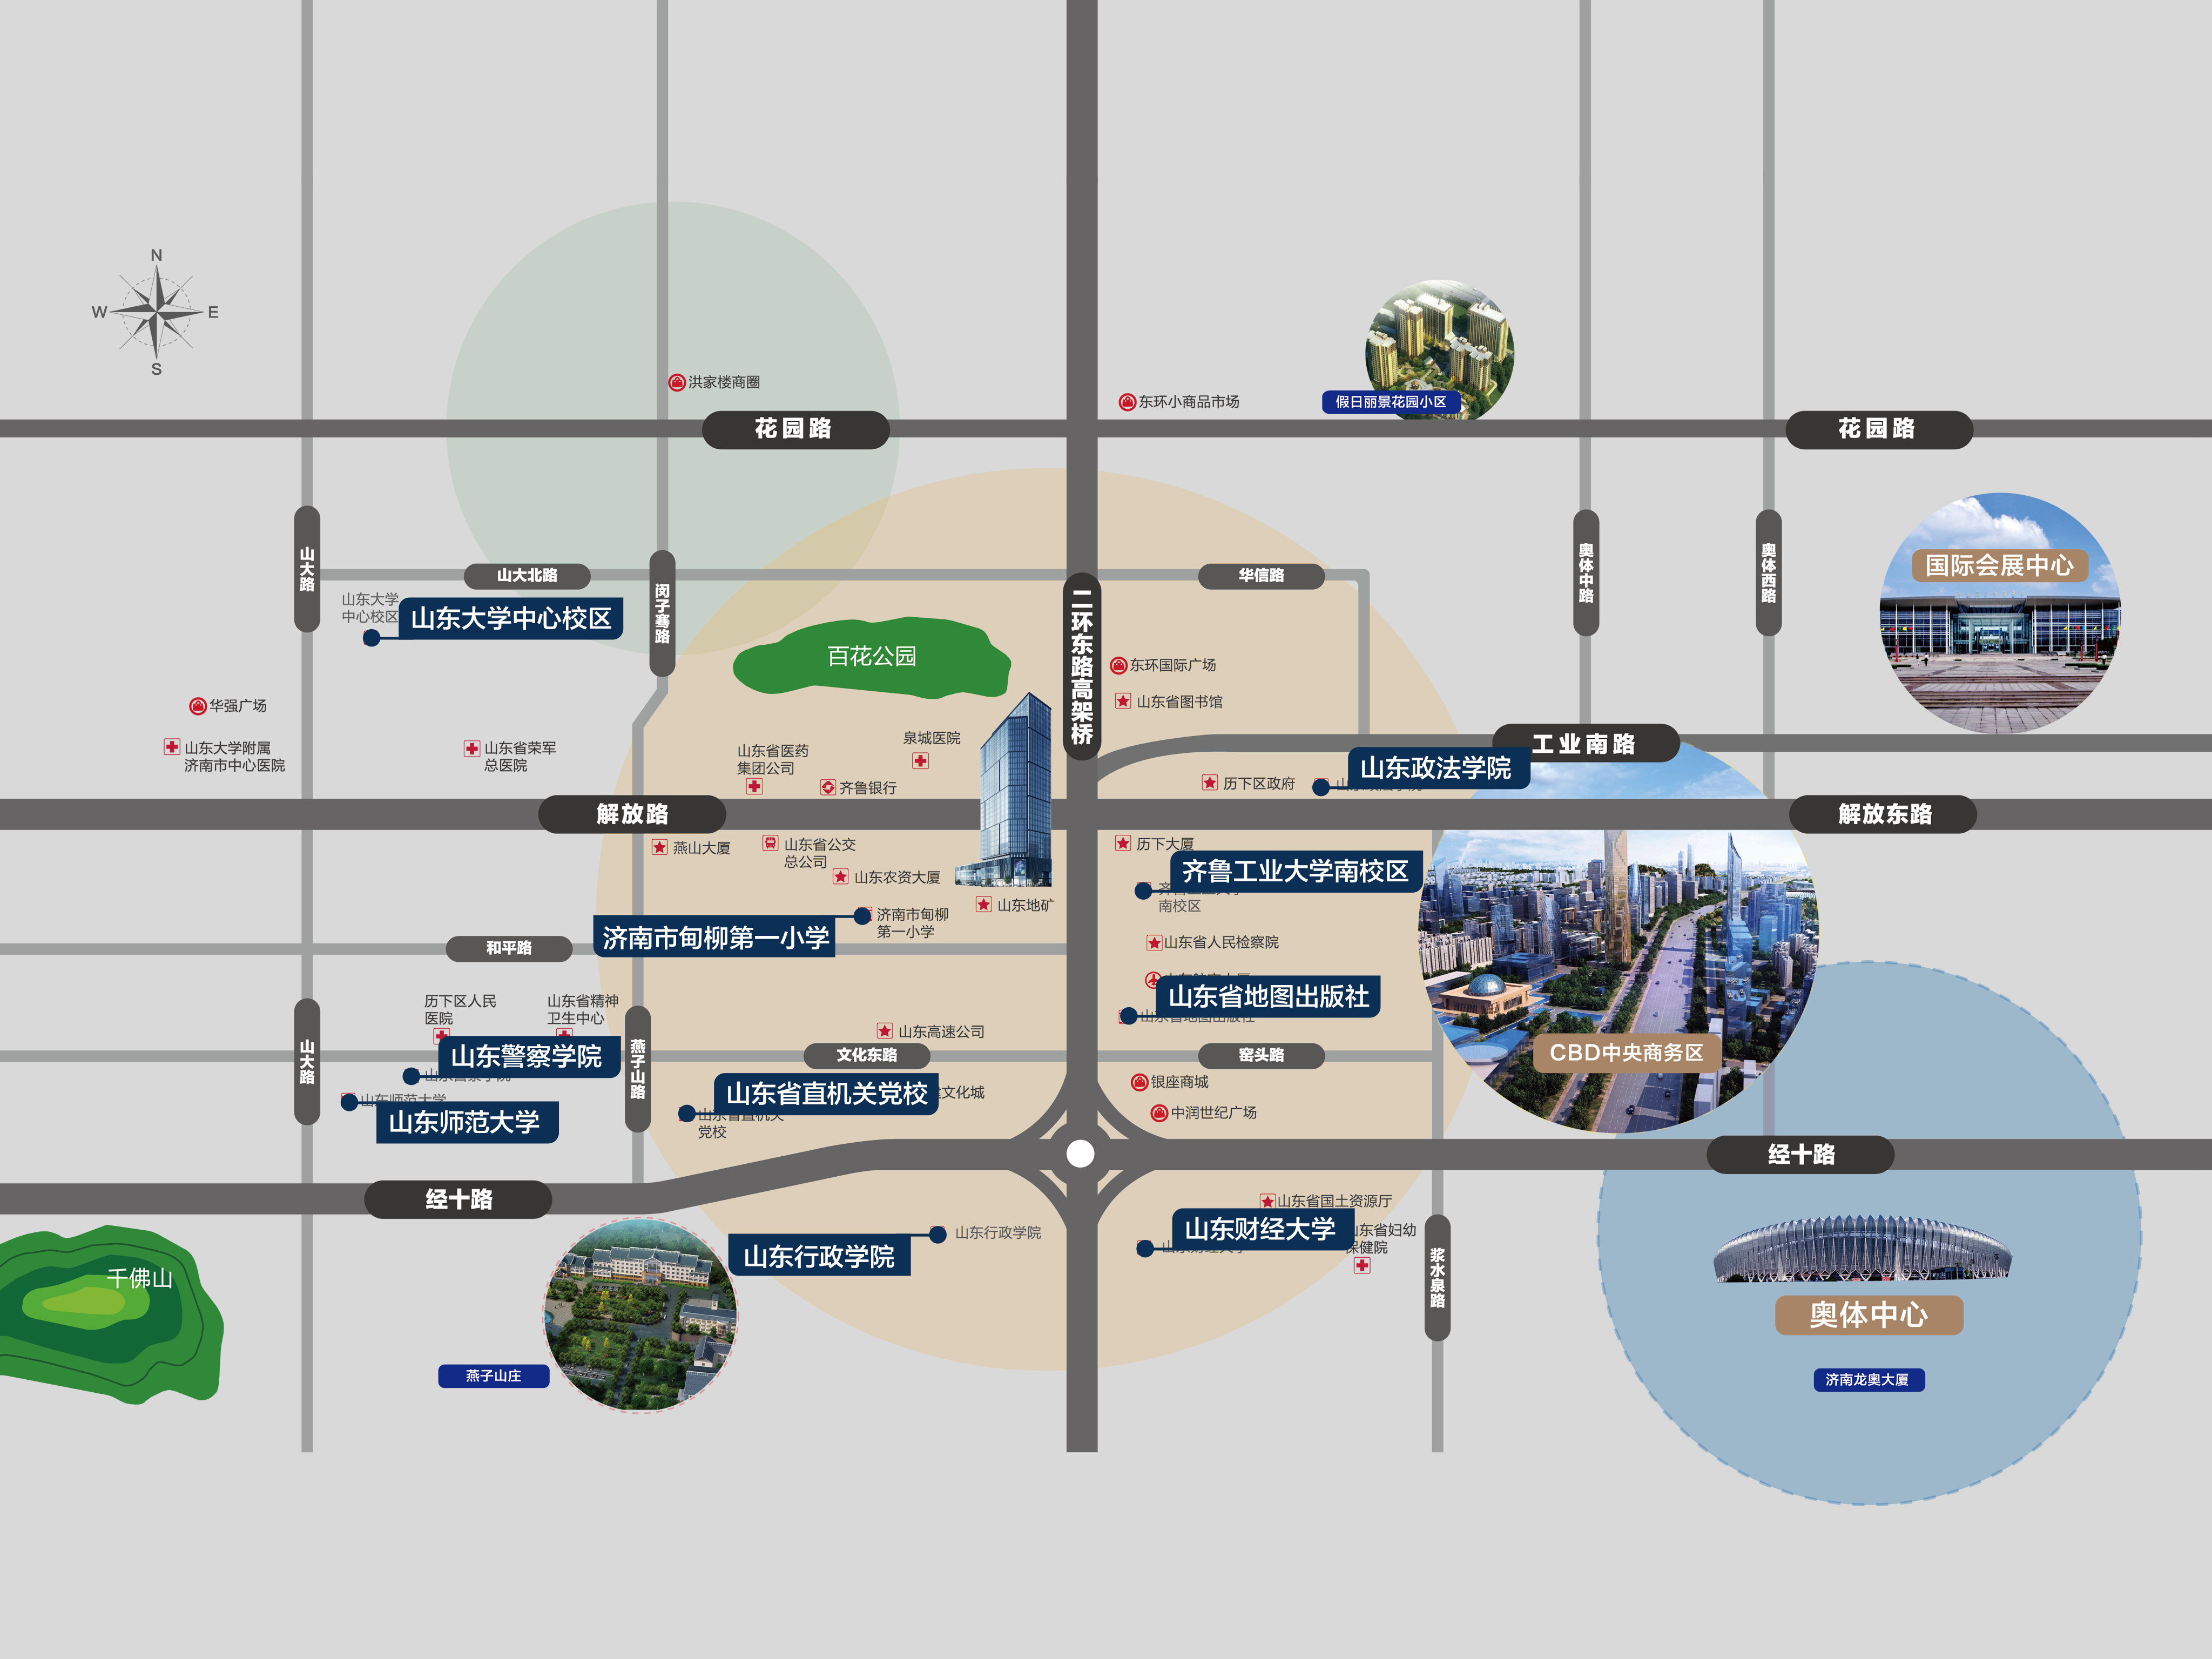 N
W
E
S
洪家楼商圈
东环小商品市场
假日丽景花园小区
花园路
花园路
山大路
山大北路
闵子骞路
二环东路高架桥
华信路
奥体中路
奥体西路
国际会展中心
山东大学
中心校区
山东大学中心校区
百花公园
东环国际广场
山东省图书馆
华强广场
山东大学附属
济南市中心医院
山东省荣军
总医院
山东省医药
集团公司
泉城医院
齐鲁银行
工业南路
山东政法学院
历下区政府
解放路
解放东路
燕山大厦
山东省公交
总公司
山东农资大厦
历下大厦
齐鲁工业大学南校区
南校区
山东地矿
济南市甸柳
第一小学
济南市甸柳第一小学
和平路
山东省人民检察院
山东省地图出版社
历下区人民
医院
山东省精神
卫生中心
山东高速公司
山大路
燕子山路
文化东路
窑头路
CBD中央商务区
山东警察学院
山东师范大学
山东师范大学
山东省直机关党校
文化城
山东省直机关
党校
银座商城
中润世纪广场
经十路
经十路
山东省国土资源厅
山东行政学院
山东行政学院
山东财经大学
东省妇幼
保健院
浆水泉路
千佛山
燕子山庄
奥体中心
济南龙奥大厦